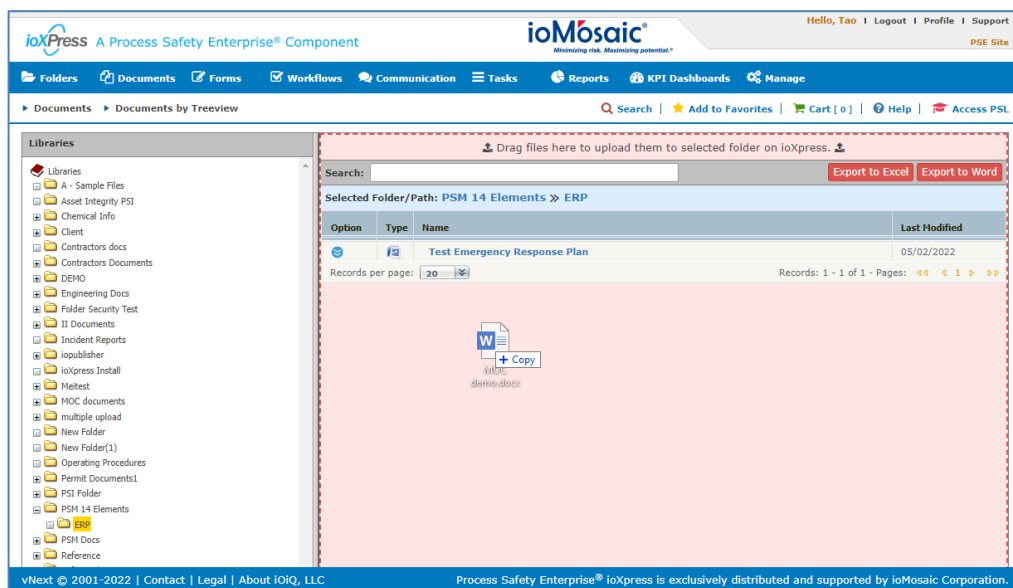 Hello, Tao | Logout | Profile | Support
ioXPress A Process Safety Enterprise® Component
ioMosaic®
Minimizing risk. Maximizing potential.®
PSE Site
Folders Documents Forms Workflows Communication Tasks Reports KPI Dashboards Manage
Documents Documents by Treeview
Search | Add to Favorites | Cart [ 0 ] | Help | Access PSL
Libraries
Libraries
A - Sample Files
Asset Integrity PSI
Chemical Info
Client
Contractors docs
Contractors Documents
DEMO
Engineering Docs
Folder Security Test
II Documents
Incident Reports
iopublisher
ioXpress Install
Meitest
MOC documents
multiple upload
New Folder
New Folder(1)
Operating Procedures
Permit Documents1
PSI Folder
PSM 14 Elements
ERP
PSM Docs
Reference
Drag files here to upload them to selected folder on ioXpress.
Search: Export to Excel Export to Word
Selected Folder/Path: PSM 14 Elements » ERP
Option Type Name Last Modified
Test Emergency Response Plan 05/02/2022
Records per page: 20 Records: 1 - 1 of 1 - Pages: 1
W
+ Copy
MOC
demo.docx
vNext © 2001-2022 | Contact | Legal | About iOiQ, LLC Process Safety Enterprise® ioXpress is exclusively distributed and supported by ioMosaic Corporation.